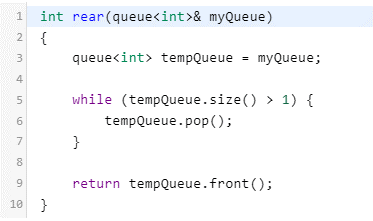 1 int rear(queue<int>& myQueue)
2 {
3     queue<int> tempQueue = myQueue;
4
5     while (tempQueue.size() > 1) {
6         tempQueue.pop();
7     }
8
9     return tempQueue.front();
10 }